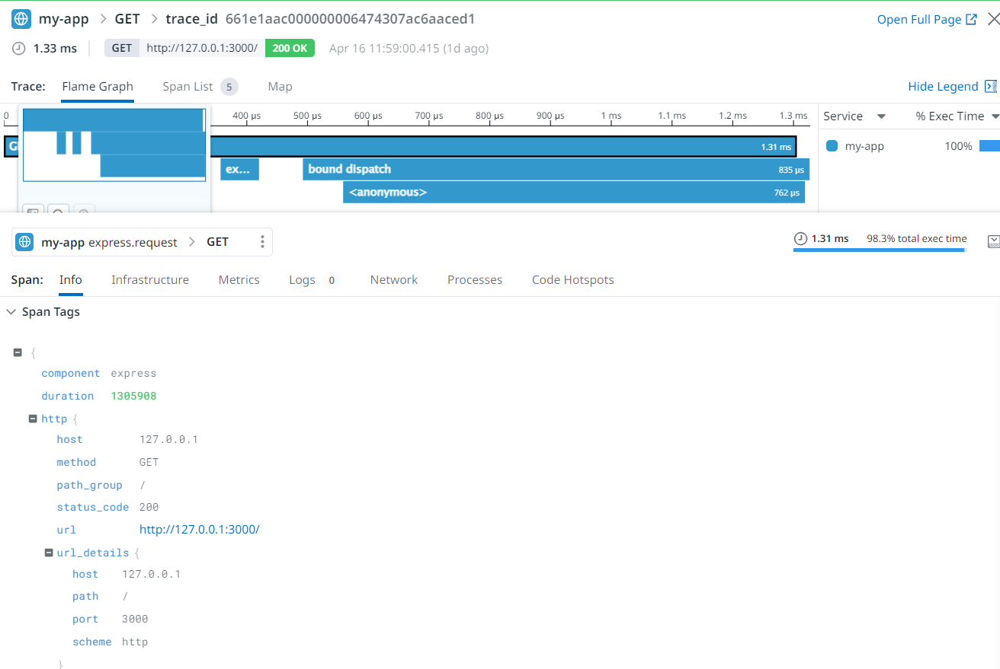 my-app GET trace_id 661e1aac000000006474307ac6aaced1 Open Full Page
1.33 ms GET http://127.0.0.1:3000/ 200 OK Apr 16 11:59:00.415 (1d ago)
Trace: Flame Graph Span List 5 Map Hide Legend
0 400 µs 500 µs 600 µs 700 µs 800 µs 900 µs 1 ms 1.1 ms 1.2 ms 1.3 ms Service % Exec Time
1.31 ms my-app 100%
ex... bound dispatch 835 µs
<anonymous> 762 µs
my-app express.request GET 1.31 ms 98.3% total exec time
Span: Info Infrastructure Metrics Logs 0 Network Processes Code Hotspots
Span Tags
{
component express
duration 1305908
http {
host 127.0.0.1
method GET
path_group /
status_code 200
url http://127.0.0.1:3000/
url_details {
host 127.0.0.1
path /
port 3000
scheme http
}